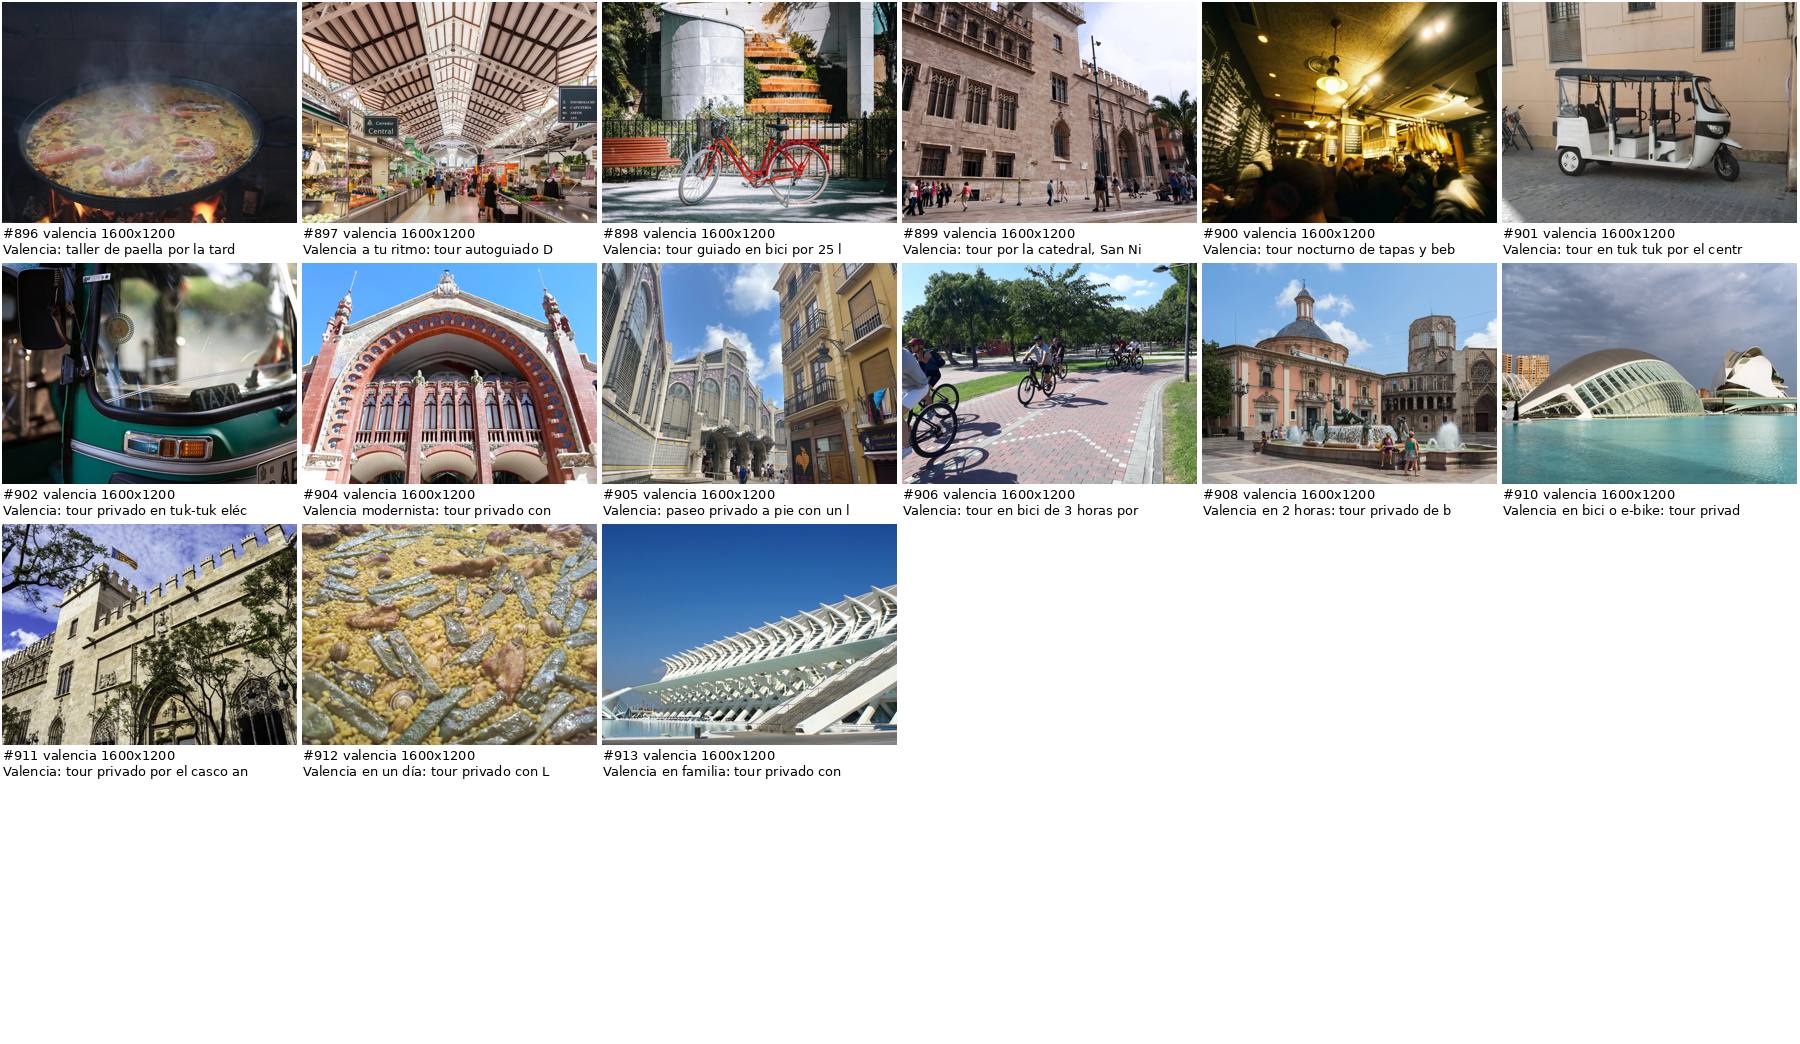 Corredor
Central
#896 valencia 1600x1200
Valencia: taller de paella por la tard
#897 valencia 1600x1200
Valencia a tu ritmo: tour autoguiado D
#898 valencia 1600x1200
Valencia: tour guiado en bici por 25 l
#899 valencia 1600x1200
Valencia: tour por la catedral, San Ni
#900 valencia 1600x1200
Valencia: tour nocturno de tapas y beb
#901 valencia 1600x1200
Valencia: tour en tuk tuk por el centr
TAXI
#902 valencia 1600x1200
Valencia: tour privado en tuk-tuk eléc
#904 valencia 1600x1200
Valencia modernista: tour privado con
#905 valencia 1600x1200
Valencia: paseo privado a pie con un l
#906 valencia 1600x1200
Valencia: tour en bici de 3 horas por
#908 valencia 1600x1200
Valencia en 2 horas: tour privado de b
#910 valencia 1600x1200
Valencia en bici o e-bike: tour privad
#911 valencia 1600x1200
Valencia: tour privado por el casco an
#912 valencia 1600x1200
Valencia en un día: tour privado con L
#913 valencia 1600x1200
Valencia en familia: tour privado con